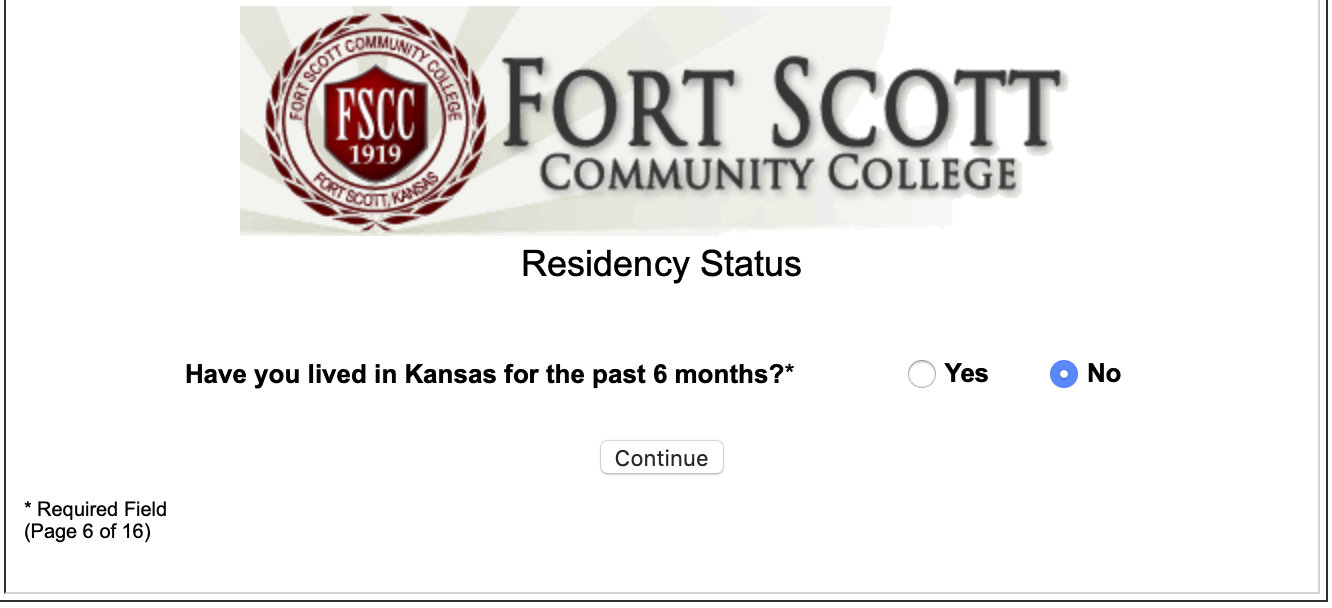 FORT SCOTT COMMUNITY COLLEGE
FSCC
1919
FORT SCOTT, KANSAS
FORT SCOTT
COMMUNITY COLLEGE
Residency Status
Have you lived in Kansas for the past 6 months?* Yes No
Continue
* Required Field
(Page 6 of 16)